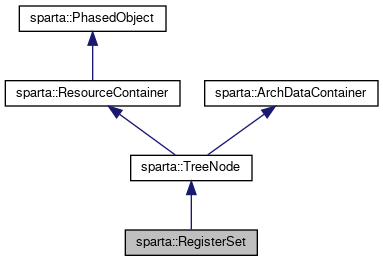 sparta::PhasedObject
sparta::ResourceContainer
sparta::ArchDataContainer
sparta::TreeNode
sparta::RegisterSet